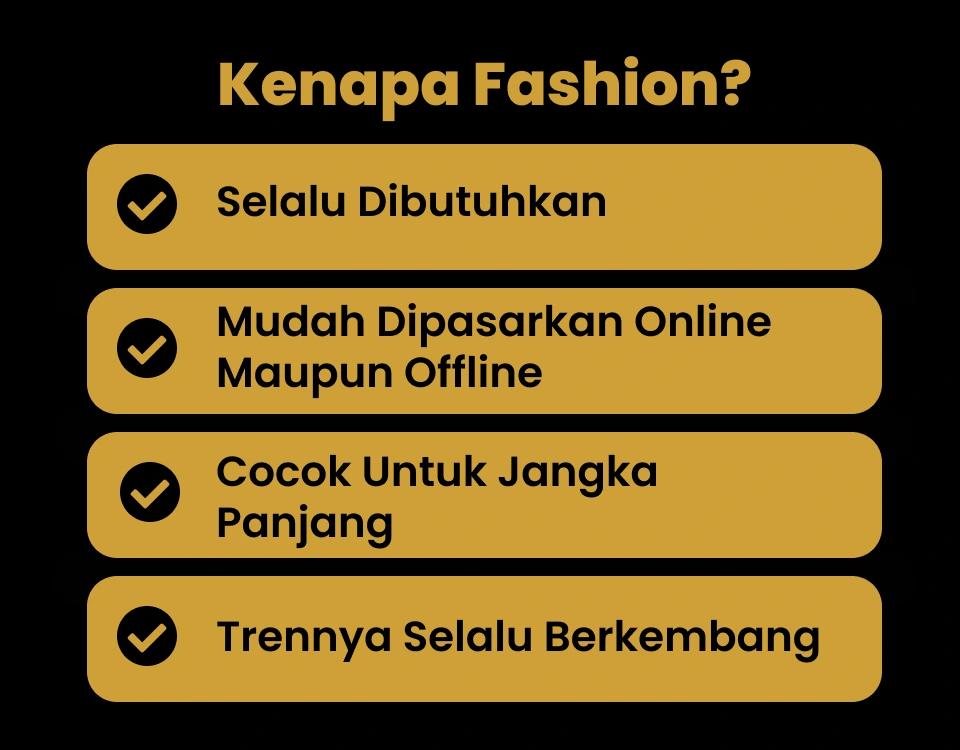 Kenapa Fashion?
Selalu Dibutuhkan
Mudah Dipasarkan Online
Maupun Offline
Cocok Untuk Jangka
Panjang
Trennya Selalu Berkembang